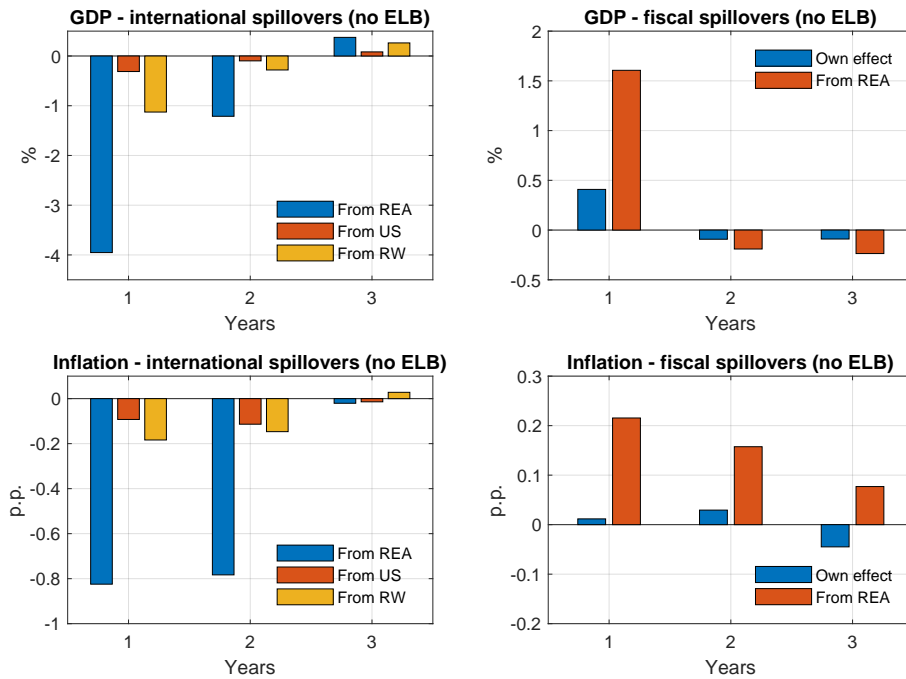 GDP - international spillovers (no ELB)
0
-1
-2
-3
-4
%
From REA
From US
From RW
1 2 3
Years
GDP - fiscal spillovers (no ELB)
2
1.5
1
0.5
0
-0.5
%
Own effect
From REA
1 2 3
Years
Inflation - international spillovers (no ELB)
0
-0.2
-0.4
-0.6
-0.8
-1
p.p.
From REA
From US
From RW
1 2 3
Years
Inflation - fiscal spillovers (no ELB)
0.3
0.2
0.1
0
-0.1
-0.2
p.p.
Own effect
From REA
1 2 3
Years